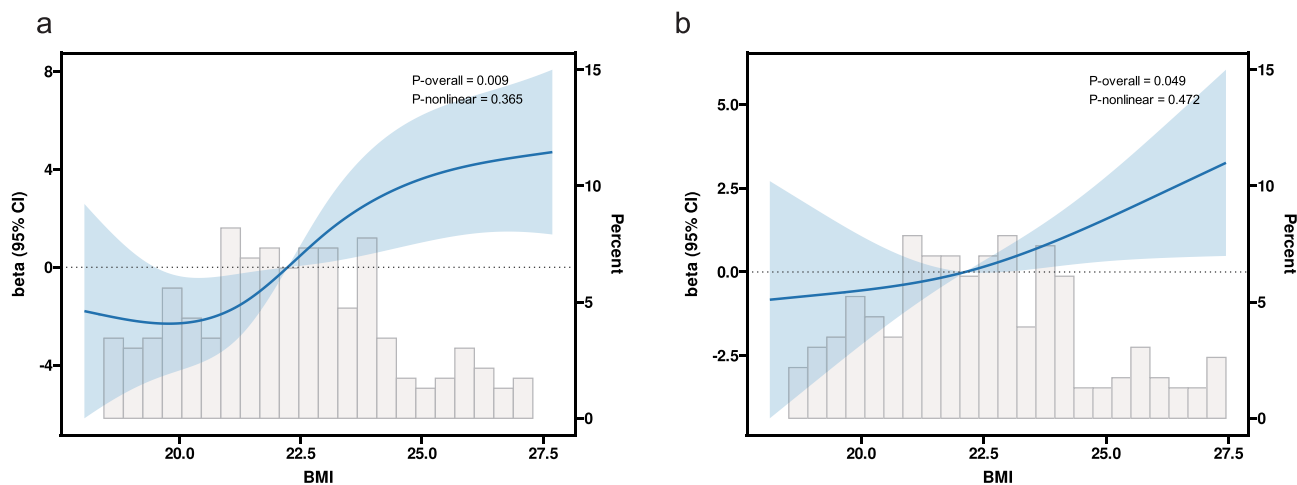 a
P-overall = 0.009
P-nonlinear = 0.365
8
4
0
-4
beta (95% CI)
15
10
5
0
Percent
20.0 22.5 25.0 27.5
BMI
b
P-overall = 0.049
P-nonlinear = 0.472
5.0
2.5
0.0
-2.5
beta (95% CI)
15
10
5
0
Percent
20.0 22.5 25.0 27.5
BMI